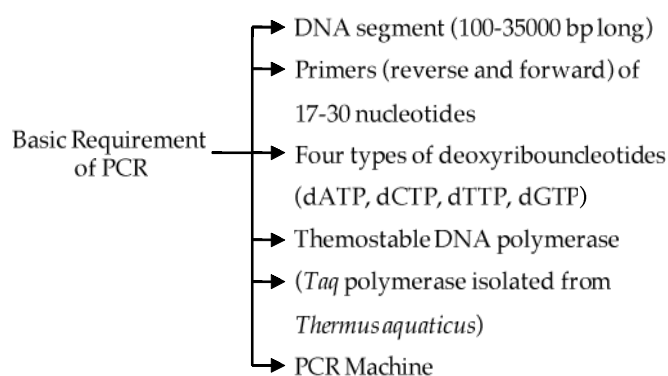 DNA segment (100-35000 bp long)
Primers (reverse and forward) of
17-30 nucleotides
Basic Requirement
of PCR
Four types of deoxyribouncleotides
(dATP, dCTP, dTTP, dGTP)
Themostable DNA polymerase
(Taq polymerase isolated from
Thermus aquaticus)
PCR Machine